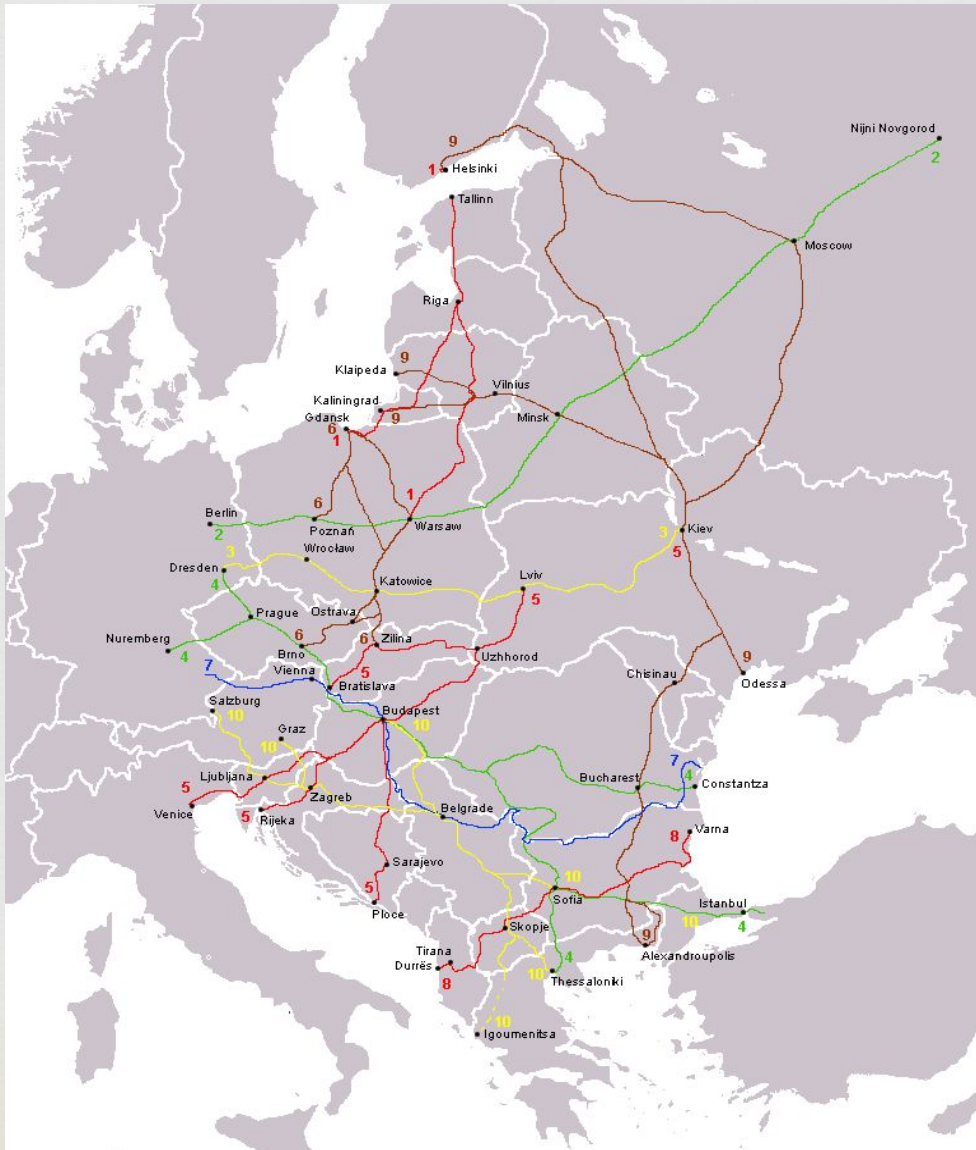 Nijni Novgorod
2
9
1
Helsinki
Tallinn
Moscow
Riga
9
Klaipeda
Vilnius
Kaliningrad
9
Gdansk
6
1
Minsk
1
6
Berlin
2
Poznań
Warsaw
3
Kiev
5
Wrocław
3
Dresden
4
Katowice
Lviv
5
Prague
Ostrava
Nuremberg
4
6
Brno
6
Zilina
Uzhhorod
7
Vienna
5
Bratislava
Chisinau
9
Odessa
Salzburg
10
Budapest
10
Graz
10
7
Ljubljana
Bucharest
4
Constantza
5
Venice
Zagreb
5
Rijeka
Belgrade
8
Varna
Sarajevo
5
Ploce
10
Sofia
Istanbul
10
4
Skopje
9
Alexandroupolis
Tirana
Durrës
8
4
10
Thessaloniki
10
Igoumenitsa